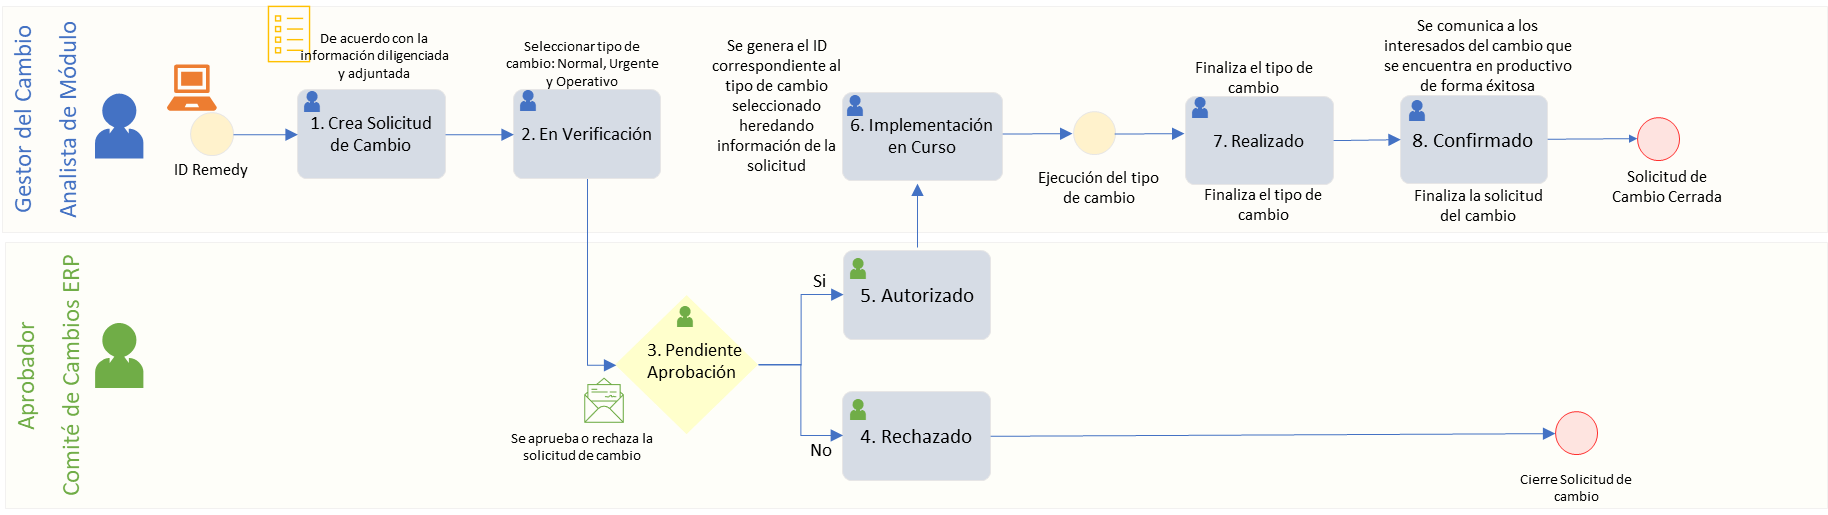 Gestor del Cambio
Analista de Módulo
ID Remedy
De acuerdo con la
información diligenciada
y adjuntada
1. Crea Solicitud
de Cambio
Seleccionar tipo de
cambio: Normal, Urgente
y Operativo
2. En Verificación
Se genera el ID
correspondiente al
tipo de cambio
seleccionado
heredando
información de la
solicitud
6. Implementación
en Curso
Ejecución del tipo
de cambio
Finaliza el tipo de
cambio
7. Realizado
Finaliza el tipo de
cambio
Se comunica a los
interesados del cambio que
se encuentra en productivo
de forma éxitosa
8. Confirmado
Finaliza la solicitud
del cambio
Solicitud de
Cambio Cerrada
Aprobador
Comité de Cambios ERP
3. Pendiente
Aprobación
Se aprueba o rechaza la
solicitud de cambio
Si
5. Autorizado
No
4. Rechazado
Cierre Solicitud de
cambio